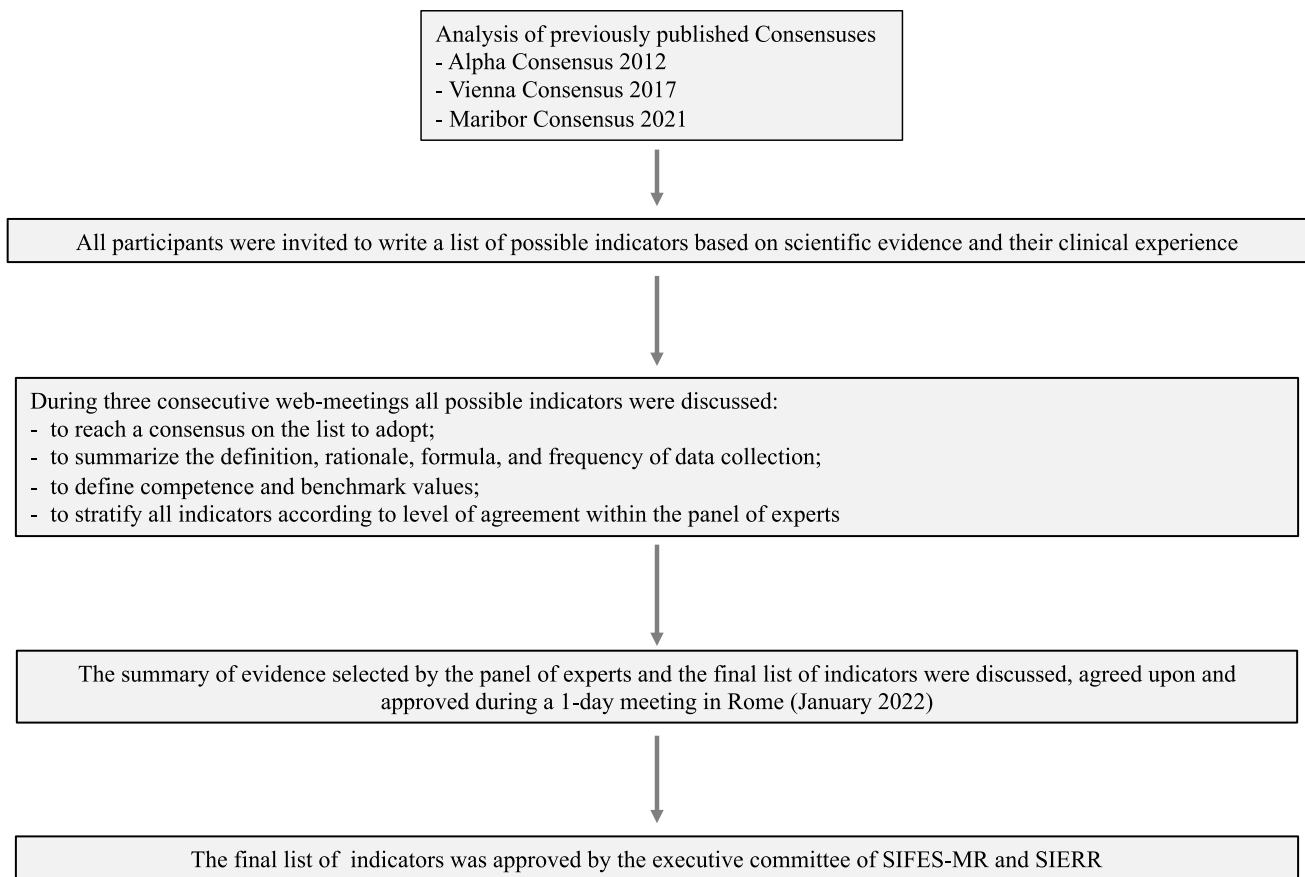 Analysis of previously published Consensuses
- Alpha Consensus 2012
- Vienna Consensus 2017
- Maribor Consensus 2021
All participants were invited to write a list of possible indicators based on scientific evidence and their clinical experience
During three consecutive web-meetings all possible indicators were discussed:
- to reach a consensus on the list to adopt;
- to summarize the definition, rationale, formula, and frequency of data collection;
- to define competence and benchmark values;
- to stratify all indicators according to level of agreement within the panel of experts
The summary of evidence selected by the panel of experts and the final list of indicators were discussed, agreed upon and
approved during a 1-day meeting in Rome (January 2022)
The final list of indicators was approved by the executive committee of SIFES-MR and SIERR